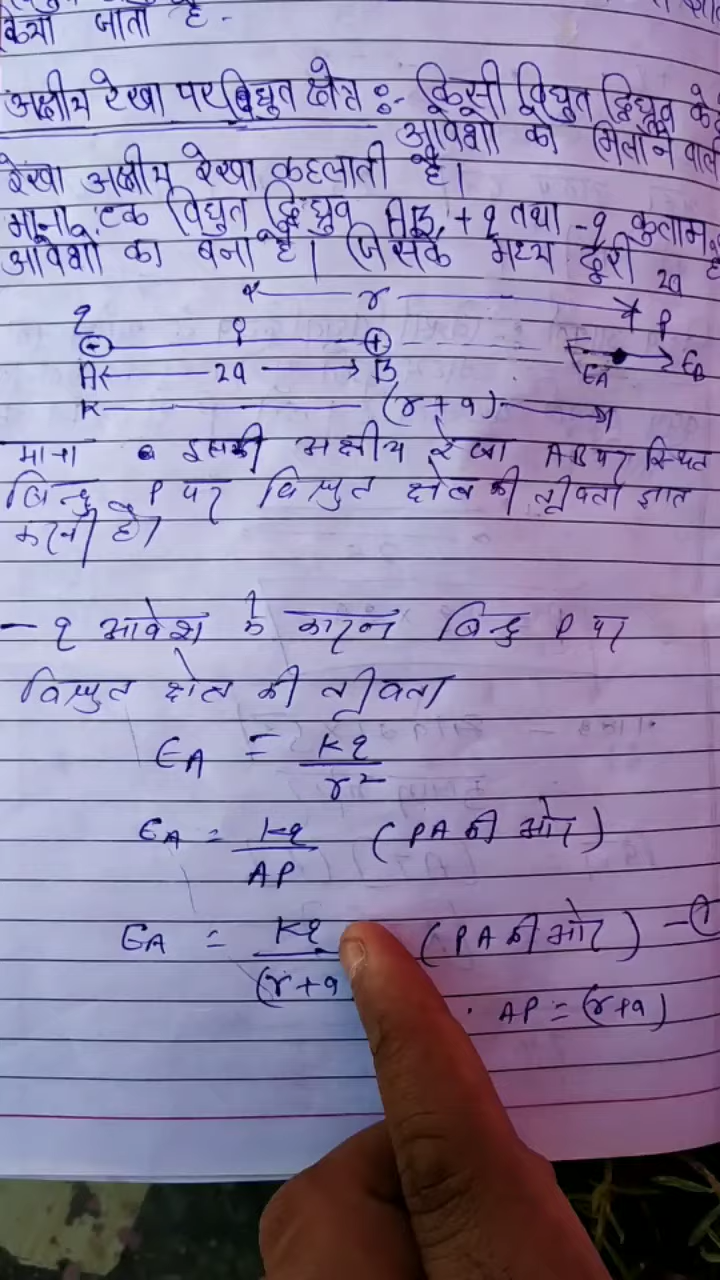 किया जाता है -
अक्षीय रेखा पर विधुत क्षेत्र :- किसी विधुत द्विध्रुव के
आवेशो का मिलाने वाली
रेखा अक्षीय रेखा कहलाती है।
माना एक विधुत द्विध्रुव AB, +q तथा -q कुलाम
आवेशो का बना है। जिसके मध्य दूरी 2a है
r
q P
- o +
A 2a B EA EB
(r+a)
माना इसकी अक्षीय रेखा AB पर स्थित
बिन्दु P पर विधुत क्षेत्र की तीव्रता ज्ञात
करनी है।
- q आवेश के कारन बिन्दु P पर
विधुत क्षेत्र की तीव्रता
EA = Kq / r²
EA = Kq / AP (PA की ओर)
EA = Kq / (r+a (PA की ओर) - ①
AP = (r+a)